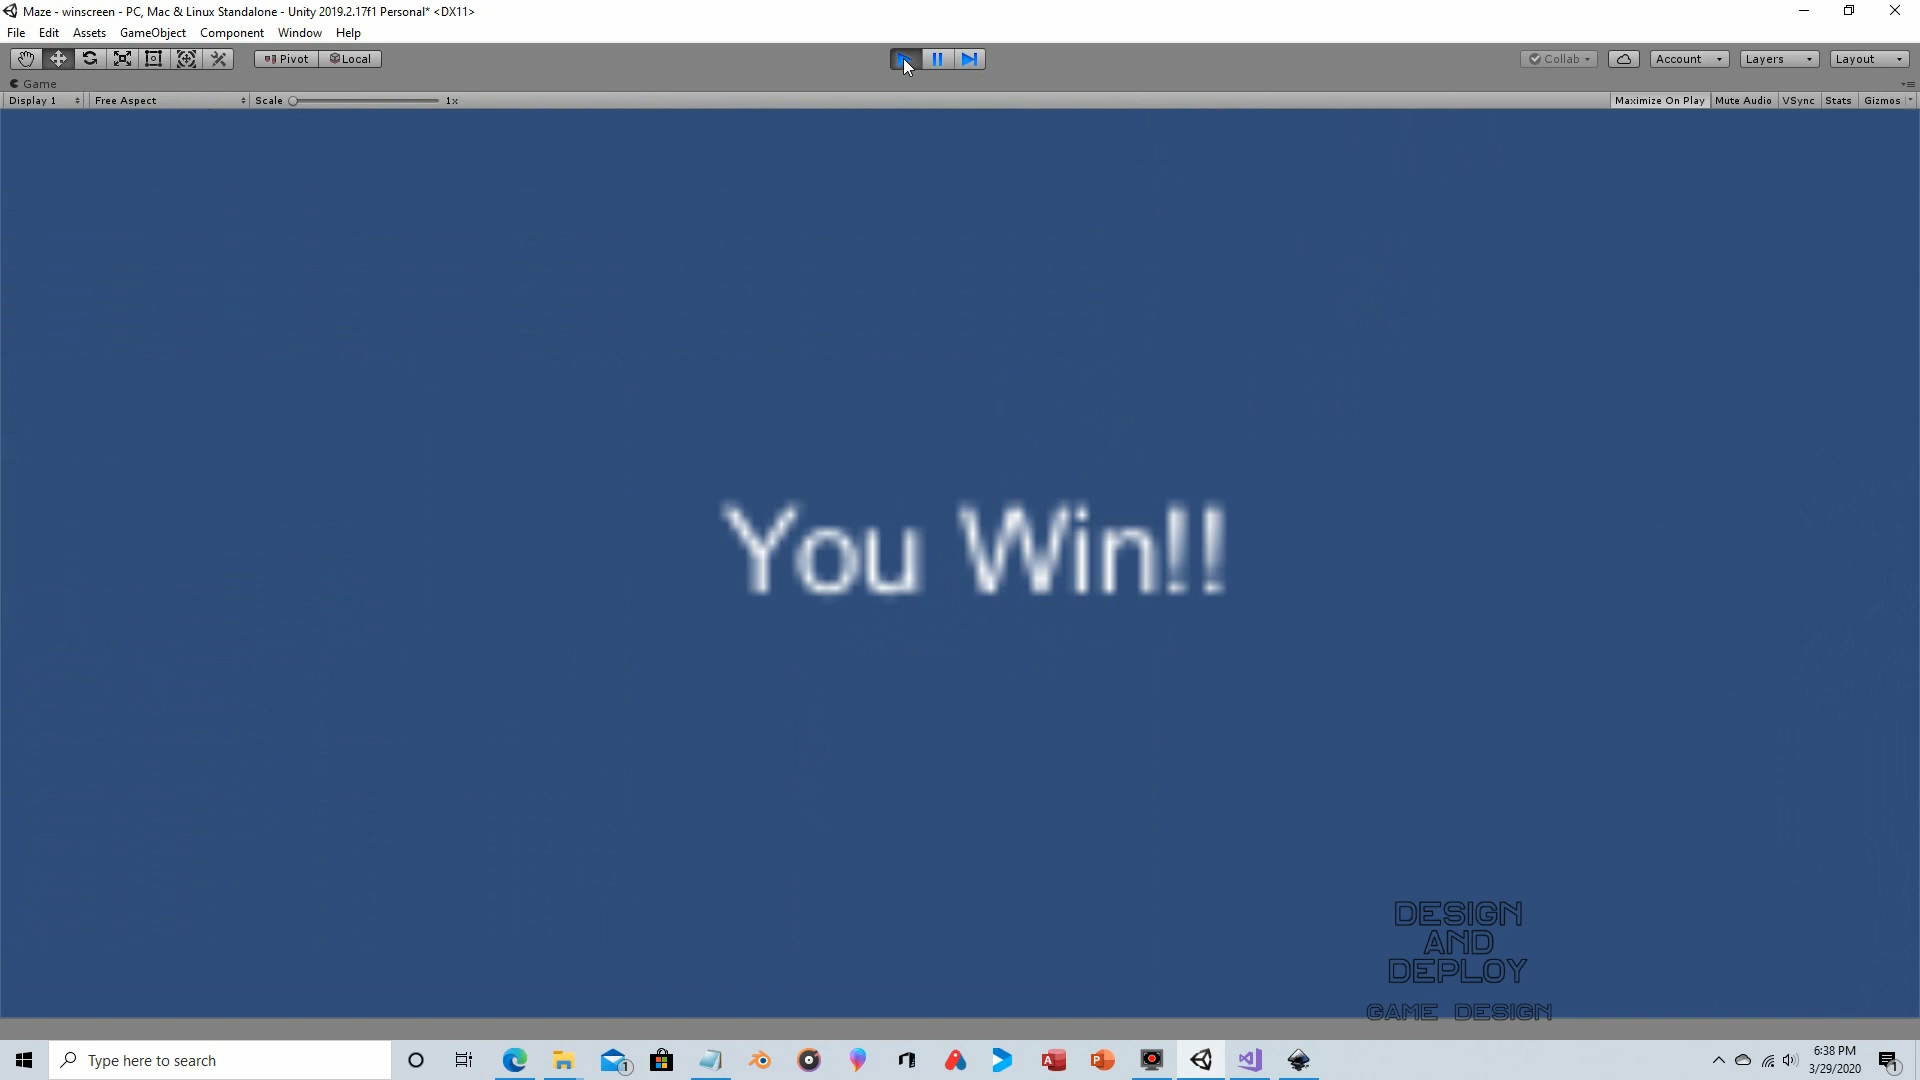 Maze - winscreen - PC, Mac & Linux Standalone - Unity 2019.2.17f1 Personal* <DX11>
File Edit Assets GameObject Component Window Help
Pivot Local Collab Account Layers Layout
Game
Display 1 Free Aspect Scale 1x Maximize On Play Mute Audio VSync Stats Gizmos
You Win!!
DESIGN
AND
DEPLOY
GAME DESIGN
Type here to search
6:38 PM
3/29/2020